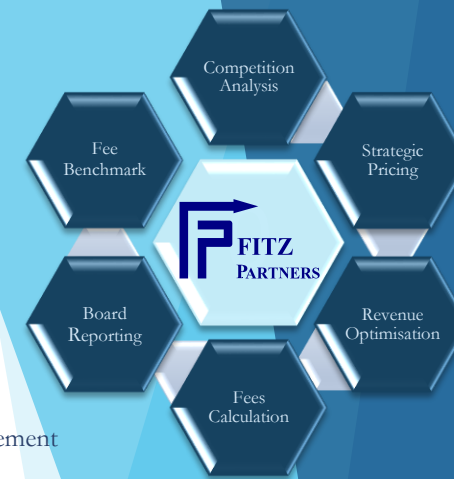 Competition
Analysis
Fee
Benchmark
Strategic
Pricing
FITZ
PARTNERS
Board
Reporting
Revenue
Optimisation
Fees
Calculation
ement